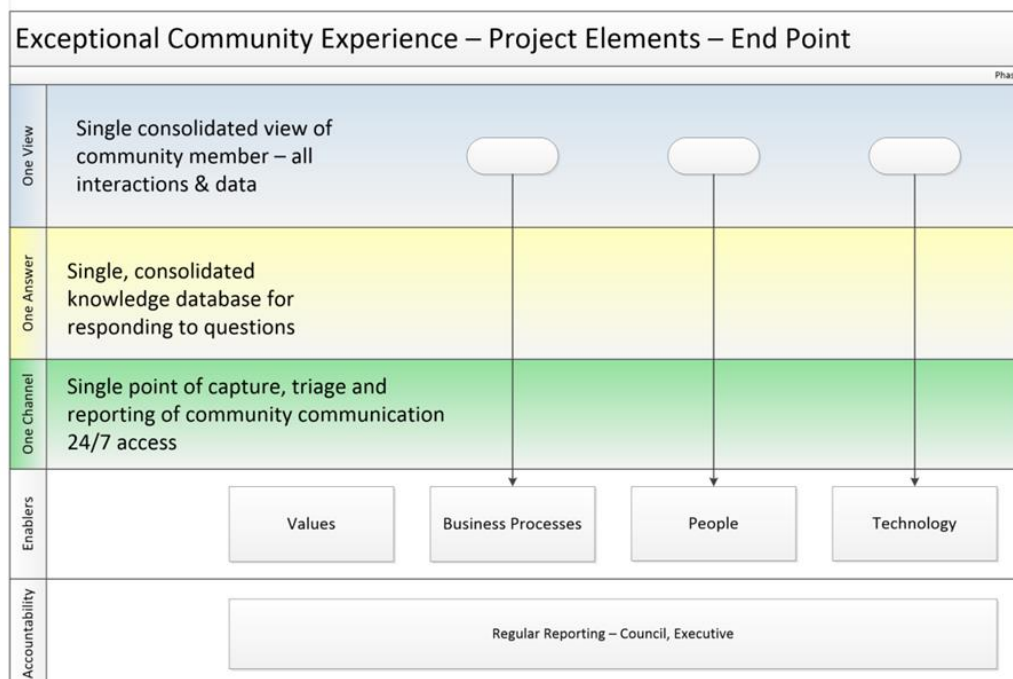 Exceptional Community Experience – Project Elements – End Point
Phas
One View
Single consolidated view of
community member – all
interactions & data
One Answer
Single, consolidated
knowledge database for
responding to questions
One Channel
Single point of capture, triage and
reporting of community communication
24/7 access
Enablers
Values
Business Processes
People
Technology
Accountability
Regular Reporting – Council, Executive